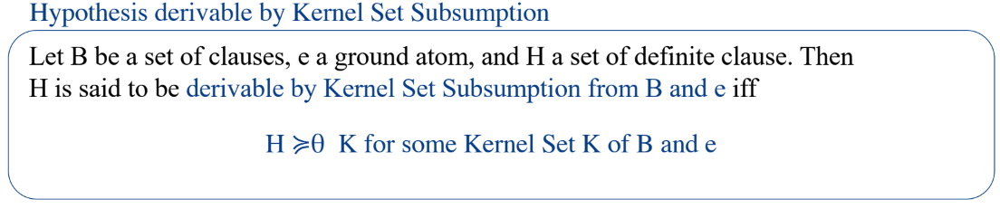 Hypothesis derivable by Kernel Set Subsumption
Let B be a set of clauses, e a ground atom, and H a set of definite clause. Then
H is said to be derivable by Kernel Set Subsumption from B and e iff
H ≽θ K for some Kernel Set K of B and e